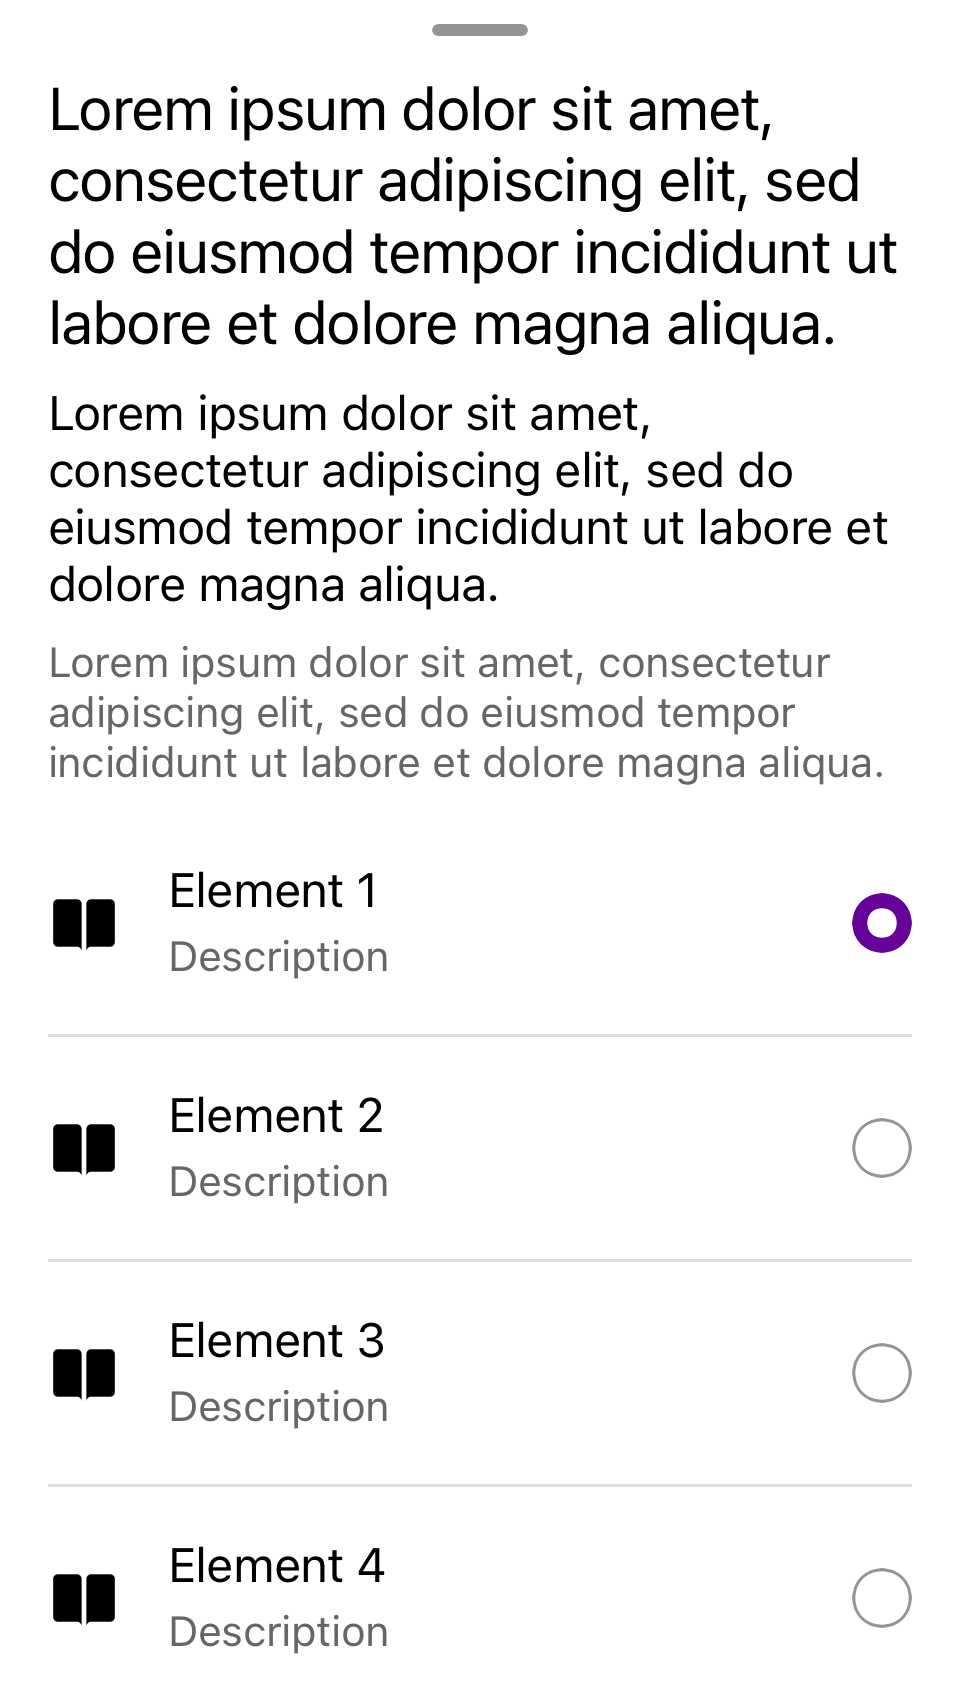 Lorem ipsum dolor sit amet,
consectetur adipiscing elit, sed
do eiusmod tempor incididunt ut
labore et dolore magna aliqua.
Lorem ipsum dolor sit amet,
consectetur adipiscing elit, sed do
eiusmod tempor incididunt ut labore et
dolore magna aliqua.
Lorem ipsum dolor sit amet, consectetur
adipiscing elit, sed do eiusmod tempor
incididunt ut labore et dolore magna aliqua.
Element 1
Description
Element 2
Description
Element 3
Description
Element 4
Description